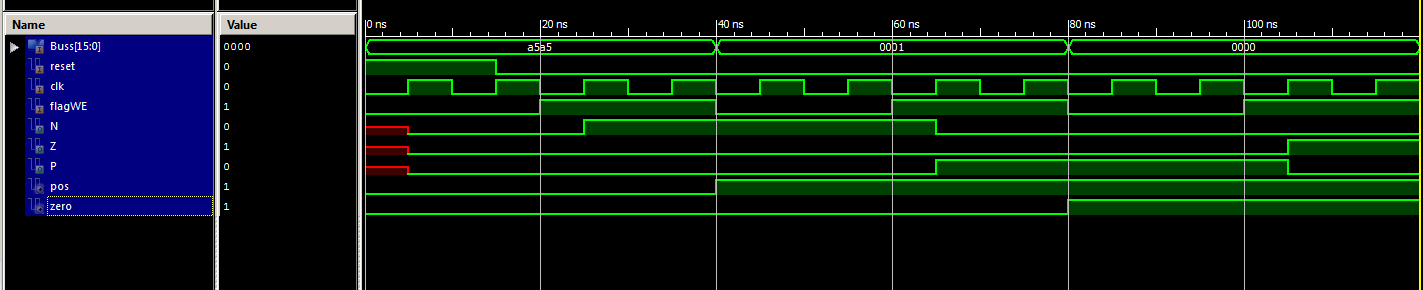 Name Value 0 ns 20 ns 40 ns 60 ns 80 ns 100 ns
Buss[15:0] 0000 a5a5 0001 0000
reset 0
clk 0
flagWE 1
N 0
Z 1
P 0
pos 1
zero 1